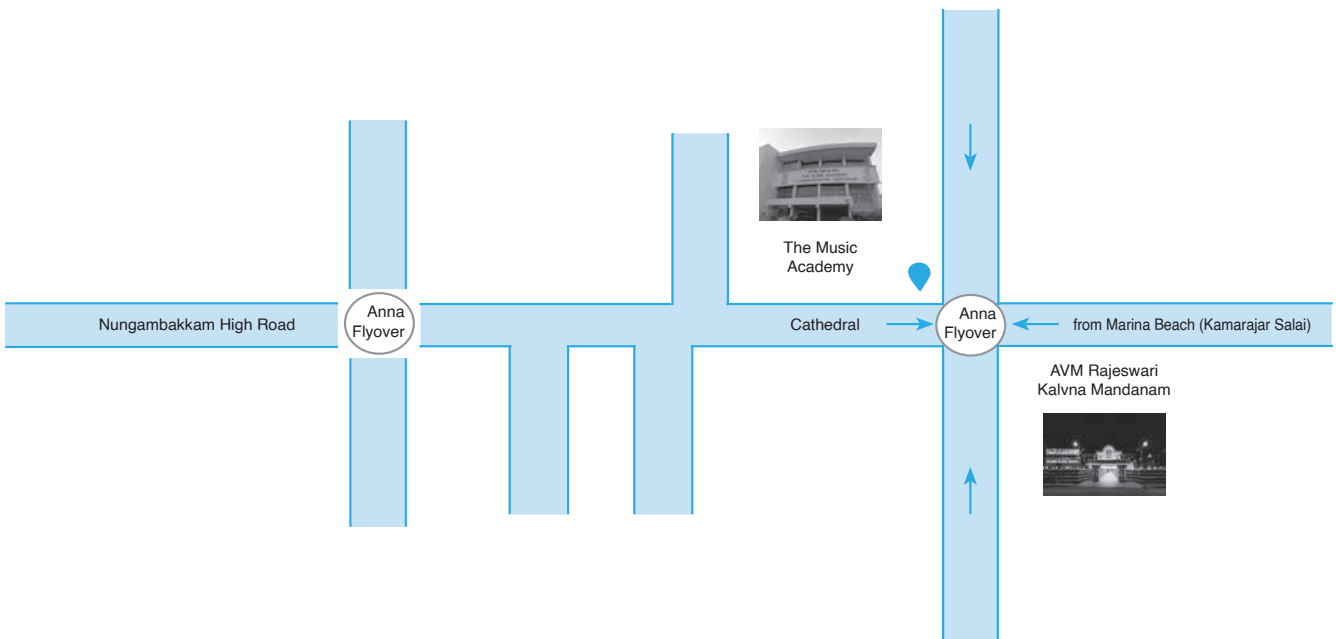 The Music
Academy
Nungambakkam High Road
Anna
Flyover
Cathedral
Anna
Flyover
from Marina Beach (Kamarajar Salai)
AVM Rajeswari
Kalvna Mandanam